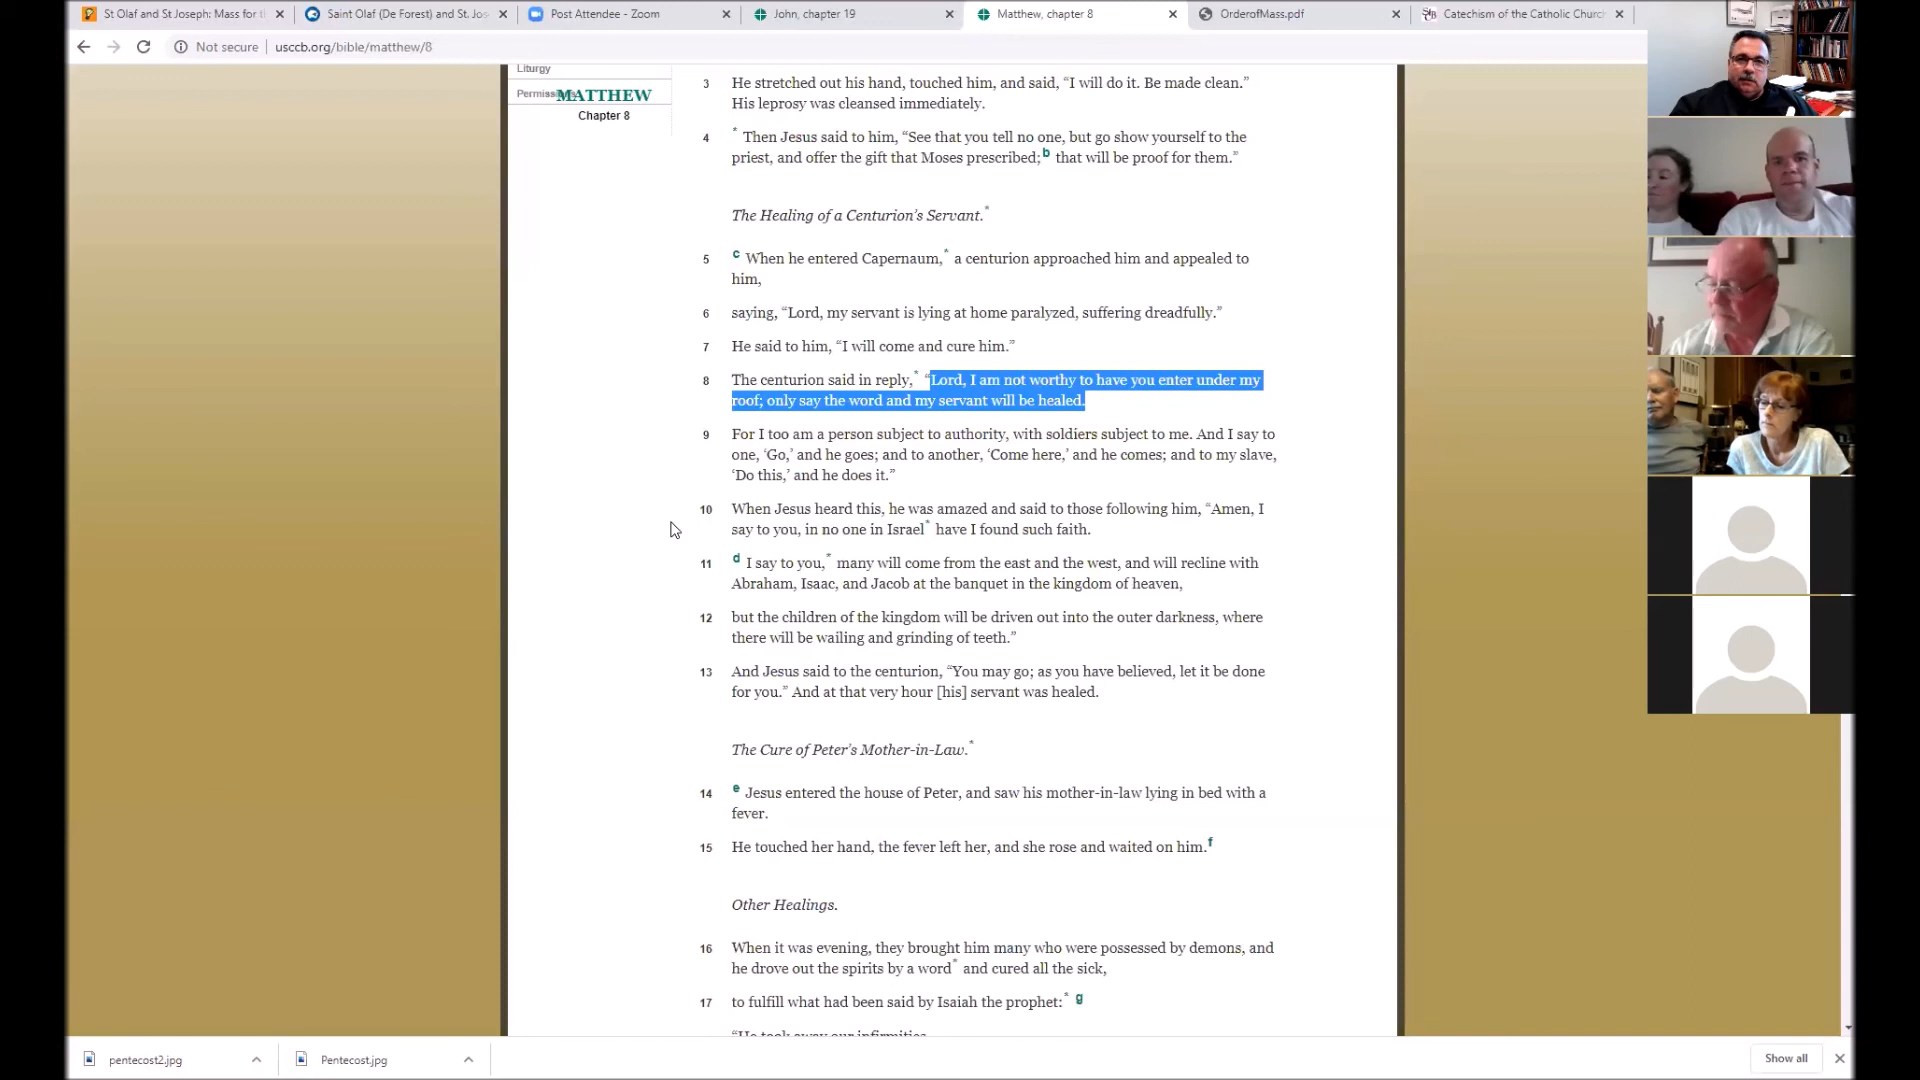 St Olaf and St Joseph: Mass for t
Saint Olaf (De Forest) and St. Jos
Post Attendee - Zoom
John, chapter 19
Matthew, chapter 8
OrderofMass.pdf
Catechism of the Catholic Churc
Not secure | usccb.org/bible/matthew/8
Liturgy
MATTHEW
Chapter 8
3 He stretched out his hand, touched him, and said, “I will do it. Be made clean.”
His leprosy was cleansed immediately.
4 * Then Jesus said to him, “See that you tell no one, but go show yourself to the
priest, and offer the gift that Moses prescribed;b that will be proof for them.”
The Healing of a Centurion’s Servant.*
5 c When he entered Capernaum,* a centurion approached him and appealed to
him,
6 saying, “Lord, my servant is lying at home paralyzed, suffering dreadfully.”
7 He said to him, “I will come and cure him.”
8 The centurion said in reply,* “Lord, I am not worthy to have you enter under my
roof; only say the word and my servant will be healed.
9 For I too am a person subject to authority, with soldiers subject to me. And I say to
one, ‘Go,’ and he goes; and to another, ‘Come here,’ and he comes; and to my slave,
‘Do this,’ and he does it.”
10 When Jesus heard this, he was amazed and said to those following him, “Amen, I
say to you, in no one in Israel* have I found such faith.
11 d I say to you,* many will come from the east and the west, and will recline with
Abraham, Isaac, and Jacob at the banquet in the kingdom of heaven,
12 but the children of the kingdom will be driven out into the outer darkness, where
there will be wailing and grinding of teeth.”
13 And Jesus said to the centurion, “You may go; as you have believed, let it be done
for you.” And at that very hour [his] servant was healed.
The Cure of Peter’s Mother-in-Law.*
14 e Jesus entered the house of Peter, and saw his mother-in-law lying in bed with a
fever.
15 He touched her hand, the fever left her, and she rose and waited on him.f
Other Healings.
16 When it was evening, they brought him many who were possessed by demons, and
he drove out the spirits by a word* and cured all the sick,
17 to fulfill what had been said by Isaiah the prophet:* g
“He took away our infirmities
pentecost2.jpg
Pentecost.jpg
Show all